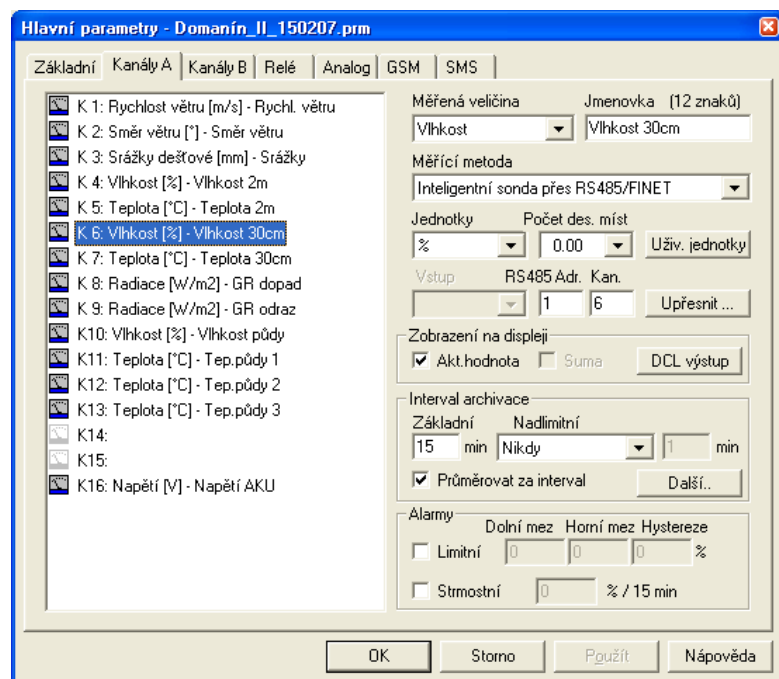 Hlavní parametry - Domanín_II_150207.prm
Základní Kanály A Kanály B Relé Analog GSM SMS
K 1: Rychlost větru [m/s] - Rychl. větru
K 2: Směr větru [°] - Směr větru
K 3: Srážky dešťové [mm] - Srážky
K 4: Vlhkost [%] - Vlhkost 2m
K 5: Teplota [°C] - Teplota 2m
K 6: Vlhkost [%] - Vlhkost 30cm
K 7: Teplota [°C] - Teplota 30cm
K 8: Radiace [W/m2] - GR dopad
K 9: Radiace [W/m2] - GR odraz
K10: Vlhkost [%] - Vlhkost půdy
K11: Teplota [°C] - Tep.půdy 1
K12: Teplota [°C] - Tep.půdy 2
K13: Teplota [°C] - Tep.půdy 3
K14:
K15:
K16: Napětí [V] - Napětí AKU
Měřená veličina Jmenovka (12 znaků)
Vlhkost Vlhkost 30cm
Měřící metoda
Inteligentní sonda přes RS485/FINET
Jednotky Počet des. míst
% 0.00 Uživ. jednotky
Vstup RS485 Adr. Kan.
1 6 Upřesnit ...
Zobrazení na displeji
Akt.hodnota Suma DCL výstup
Interval archivace
Základní Nadlimitní
15 min Nikdy 1 min
Průměrovat za interval Další..
Alarmy
Dolní mez Horní mez Hystereze
Limitní 0 0 0 %
Strmostní 0 % / 15 min
OK Storno Použít Nápověda